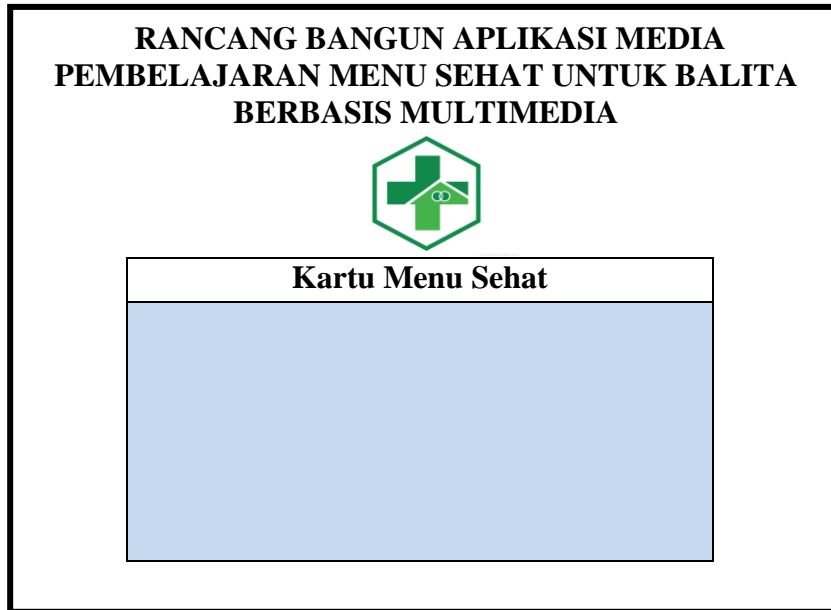 RANCANG BANGUN APLIKASI MEDIA
PEMBELAJARAN MENU SEHAT UNTUK BALITA
BERBASIS MULTIMEDIA
Kartu Menu Sehat